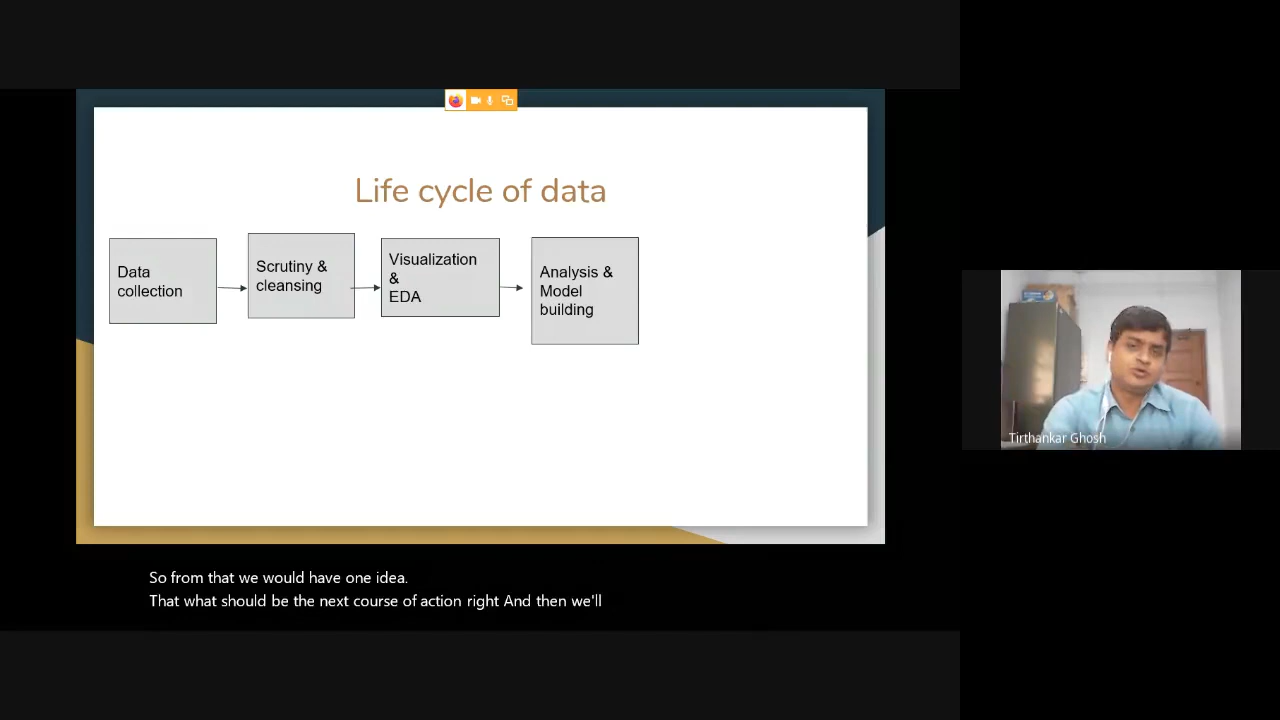 Life cycle of data
Data
collection
Scrutiny &
cleansing
Visualization
&
EDA
Analysis &
Model
building
Tirthankar Ghosh
So from that we would have one idea.
That what should be the next course of action right And then we'll